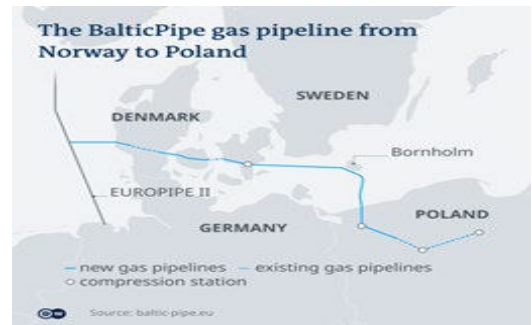 The BalticPipe gas pipeline from
Norway to Poland
SWEDEN
DENMARK
Bornholm
EUROPIPE II
POLAND
GERMANY
new gas pipelines existing gas pipelines
compression station
DW Source: baltic-pipe.eu